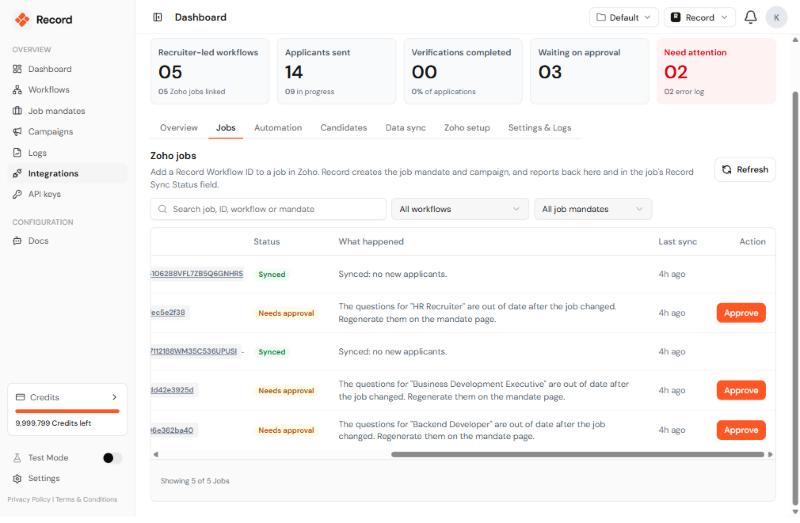 Record
Dashboard
Default
R Record
K
OVERVIEW
Dashboard
Workflows
Job mandates
Campaigns
Logs
Integrations
API keys
CONFIGURATION
Docs
Credits
9,999,799 Credits left
Test Mode
Settings
Privacy Policy | Terms & Conditions
Recruiter-led workflows
05
05 Zoho jobs linked
Applicants sent
14
09 in progress
Verifications completed
00
0% of applications
Waiting on approval
03
Need attention
02
02 error log
Overview Jobs Automation Candidates Data sync Zoho setup Settings & Logs
Zoho jobs
Add a Record Workflow ID to a job in Zoho. Record creates the job mandate and campaign, and reports back here and in the job's Record
Sync Status field.
Refresh
Search job, ID, workflow or mandate
All workflows
All job mandates
Status What happened Last sync Action
Synced Synced: no new applicants. 4h ago
ec5e2f38 Needs approval The questions for "HR Recruiter" are out of date after the job changed.
Regenerate them on the mandate page. 4h ago Approve
Synced Synced: no new applicants. 4h ago
dd42e3925d Needs approval The questions for "Business Development Executive" are out of date after
the job changed. Regenerate them on the mandate page. 4h ago Approve
6e362ba40 Needs approval The questions for "Backend Developer" are out of date after the job
changed. Regenerate them on the mandate page. 4h ago Approve
Showing 5 of 5 Jobs